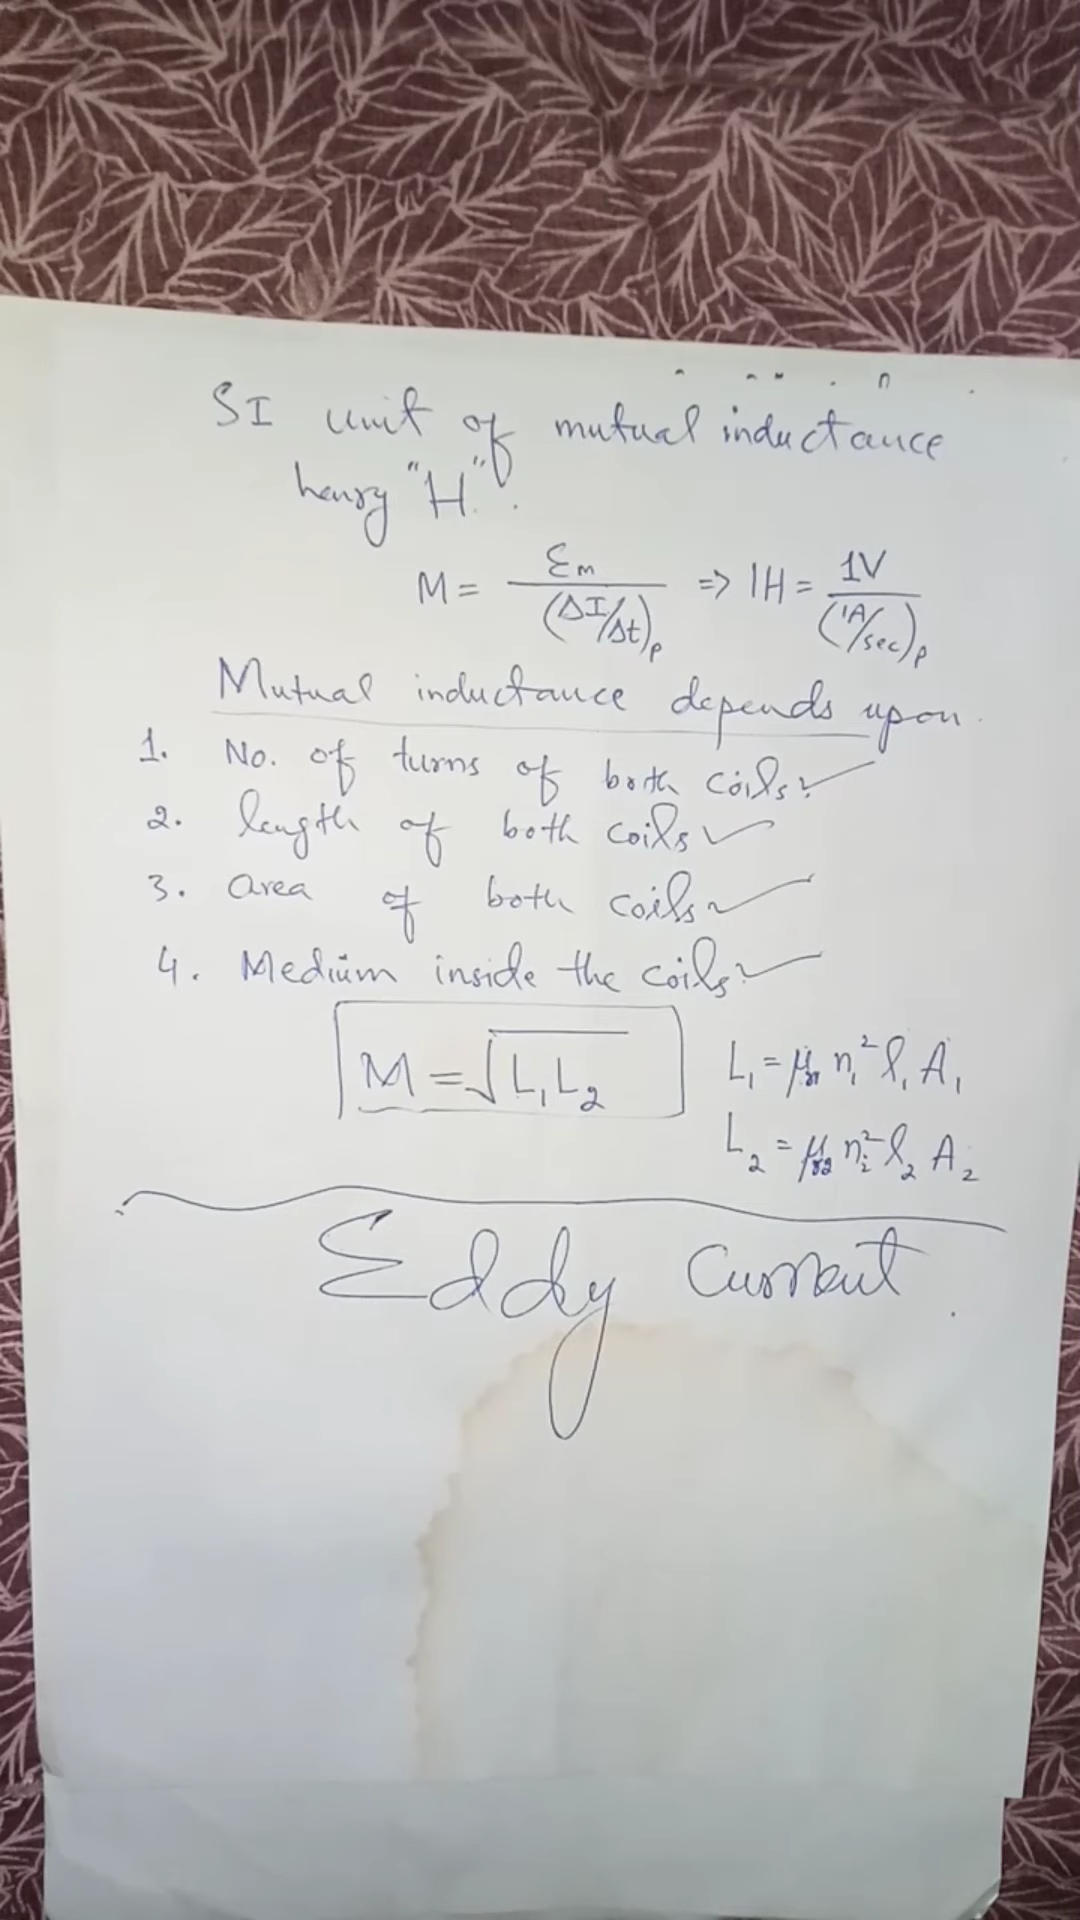 SI unit of mutual inductance
henry "H".
M = Ɛm / (ΔI/Δt)p => 1H = 1V / (1A/sec)p
Mutual inductance depends upon.
1. No. of turns of both coils
2. length of both coils
3. area of both coils
4. Medium inside the coils
M = √L₁L₂
L₁ = μr₁ n₁² l₁ A₁
L₂ = μr₂ n₂² l₂ A₂
Eddy Current.